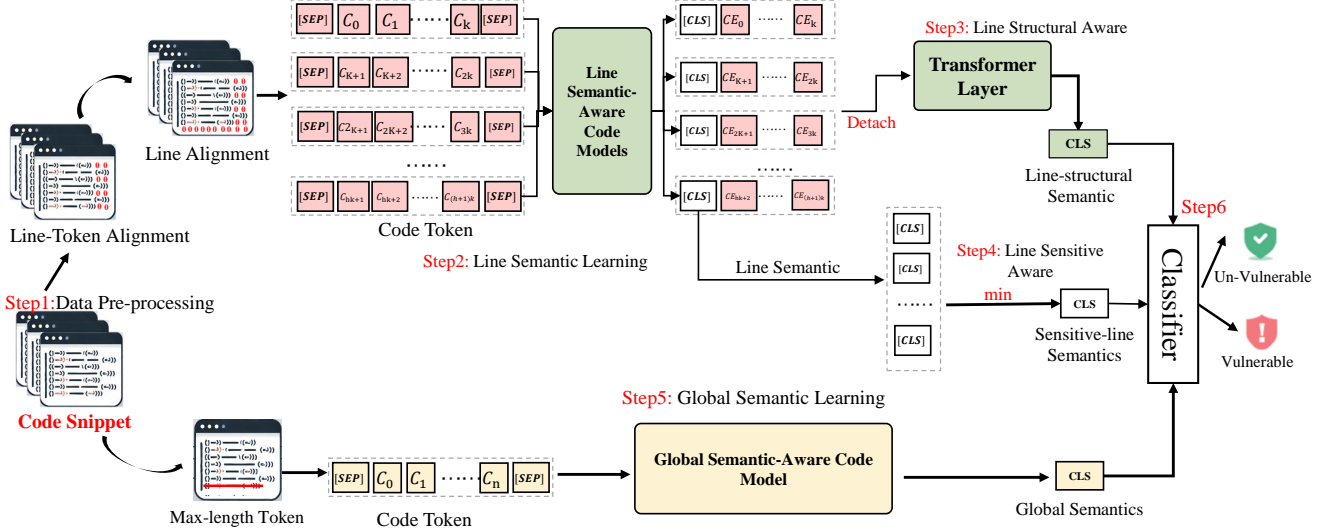 [SEP] C0 C1 ······ Ck [SEP]
[SEP] CK+1 CK+2 ······ C2k [SEP]
[SEP] C2K+1 C2K+2 ······ C3k [SEP]
······
[SEP] Chk+1 Chk+2 ······ C(h+1)k [SEP]
Code Token
Line
Semantic-
Aware
Code
Models
[CLS] CE0 ······ CEk
[CLS] CEK+1 ······ CE2k
[CLS] CE2K+1 ······ CE3k
······
[CLS] CEhk+2 ······ CE(h+1)k
Step3: Line Structural Aware
Transformer
Layer
Detach
CLS
Line-structural
Semantic
Line Alignment
Line-Token Alignment
Step2: Line Semantic Learning
Line Semantic
[CLS]
[CLS]
······
[CLS]
Step4: Line Sensitive
Aware
min
CLS
Sensitive-line
Semantics
Step6
Classifier
Un-Vulnerable
Vulnerable
Step1:Data Pre-processing
Code Snippet
Max-length Token
[SEP] C0 C1 ······ Cn [SEP]
Code Token
Step5: Global Semantic Learning
Global Semantic-Aware Code
Model
CLS
Global Semantics